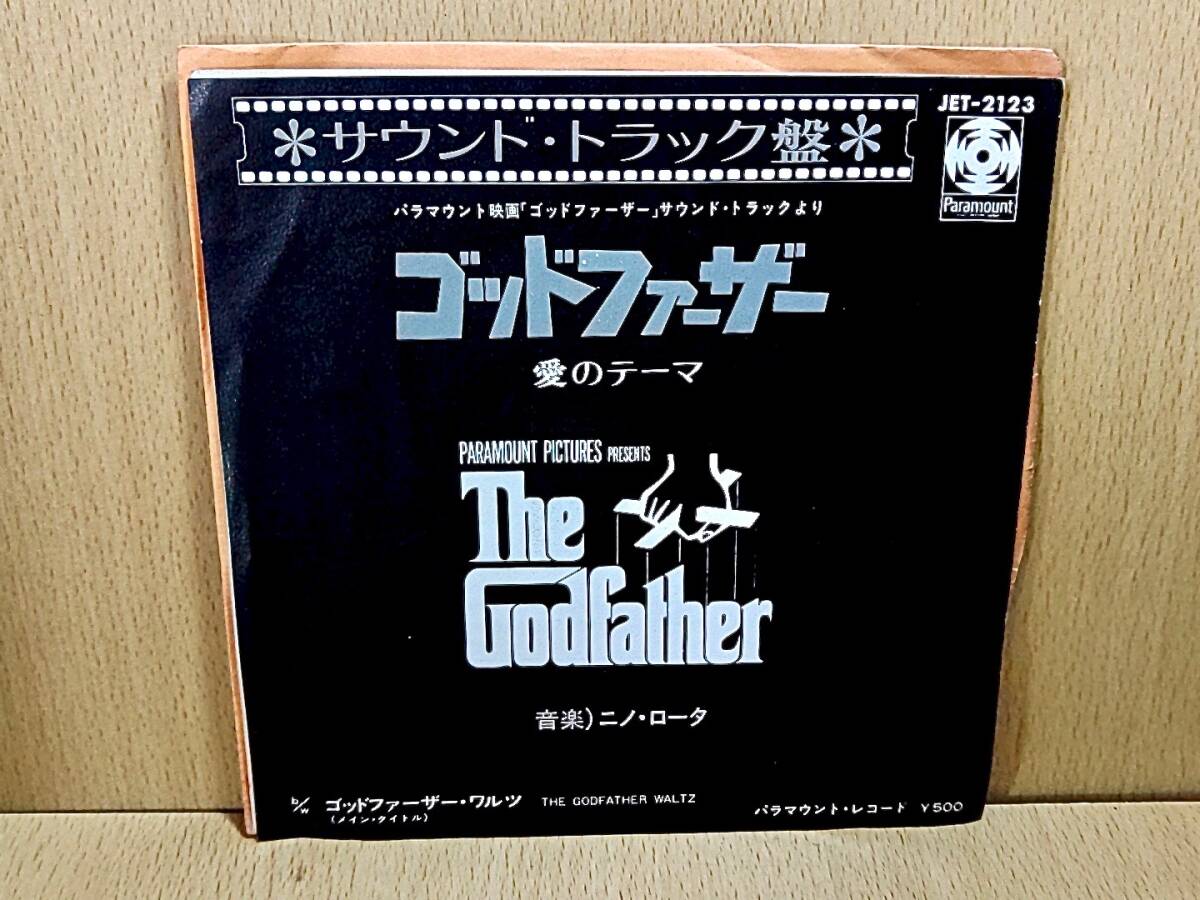 JET-2123
*サウンド・トラック盤*
Paramount
パラマウント映画「ゴッドファーザー」サウンド・トラックより
ゴッドファーザー
愛のテーマ
PARAMOUNT PICTURES PRESENTS
The
Godfather
音楽）ニノ・ロータ
b/w ゴッドファーザー・ワルツ THE GODFATHER WALTZ
(メイン・タイトル)
パラマウント・レコード ¥500